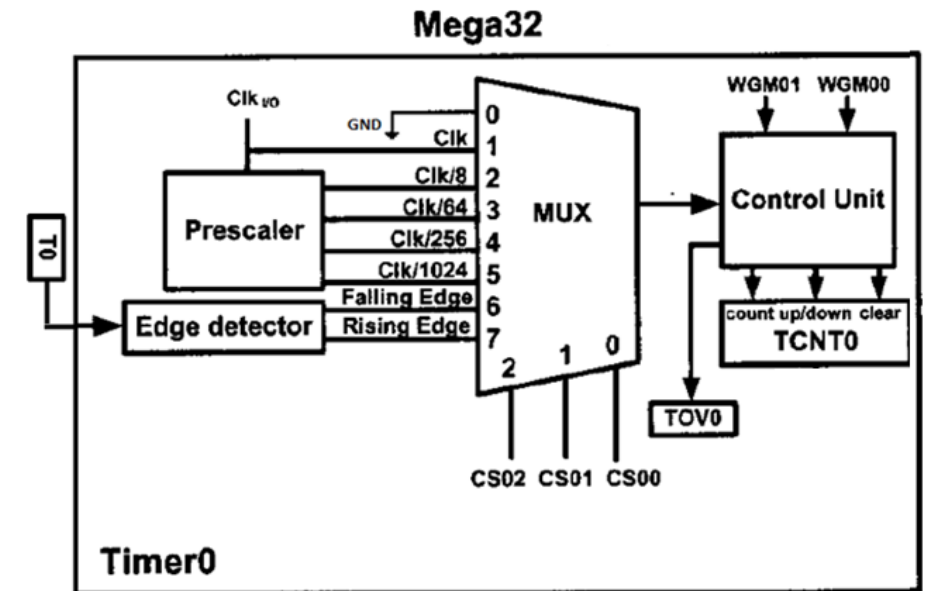 Mega32
WGM01 WGM00
Clk I/O
GND
0
Clk 1
Clk/8 2
Clk/64 3
Clk/256 4
Clk/1024 5
Falling Edge 6
Rising Edge 7
Prescaler
MUX
Control Unit
T0
Edge detector
count up/down clear
TCNT0
2 1 0
TOV0
CS02 CS01 CS00
Timer0